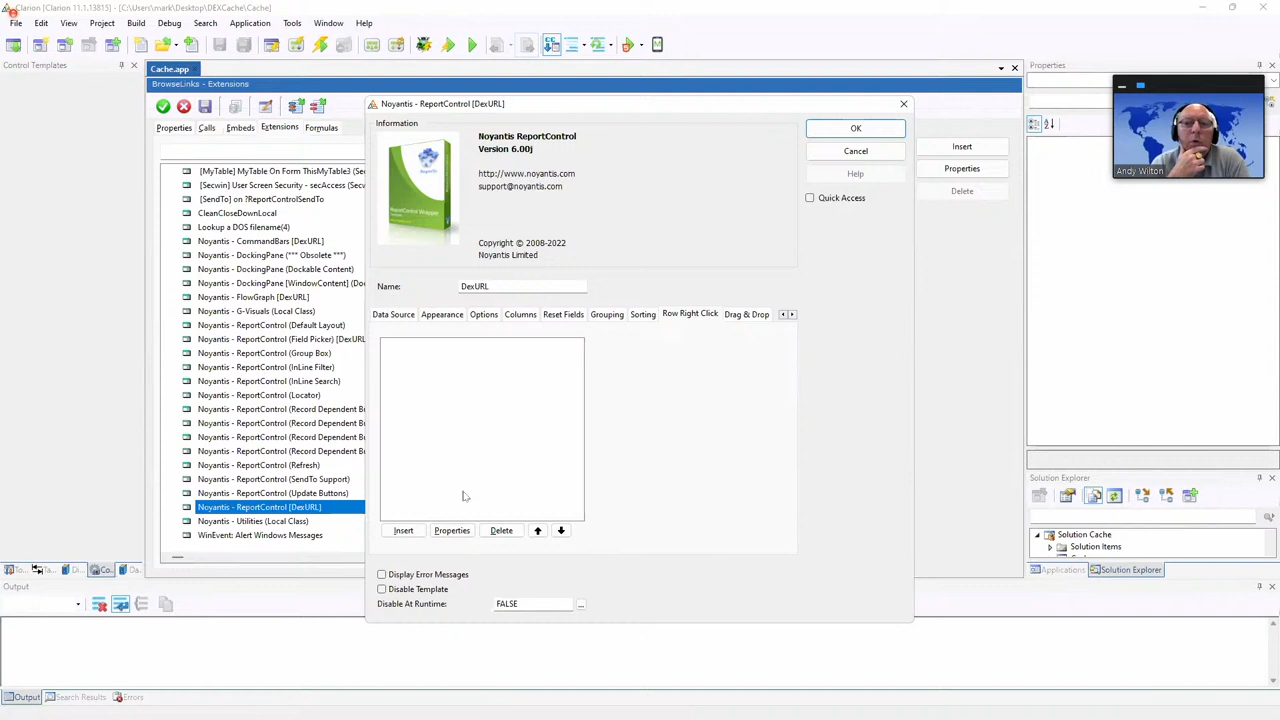 Clarion (Clarion 11.1.13815) - [C:\Users\mark\Desktop\DEXCache\Cache]
File Edit View Project Build Debug Search Application Tools Window Help
Control Templates
Cache.app
BrowseLinks - Extensions
Properties Calls Embeds Extensions Formulas
[MyTable] MyTable On Form ThisMyTable3 (Settings
[Secwin] User Screen Security - secAccess (Se
[SendTo] on ?ReportControlSendTo
CleanCloseDownLocal
Lookup a DOS filename(4)
Noyantis - CommandBars [DexURL]
Noyantis - DockingPane (*** Obsolete ***)
Noyantis - DockingPane (Dockable Content)
Noyantis - DockingPane [WindowContent] (Do
Noyantis - FlowGraph [DexURL]
Noyantis - G-Visuals (Local Class)
Noyantis - ReportControl (Default Layout)
Noyantis - ReportControl (Field Picker) [DexURL
Noyantis - ReportControl (Group Box)
Noyantis - ReportControl (InLine Filter)
Noyantis - ReportControl (InLine Search)
Noyantis - ReportControl (Locator)
Noyantis - ReportControl (Record Dependent Bu
Noyantis - ReportControl (Record Dependent Bu
Noyantis - ReportControl (Record Dependent Bu
Noyantis - ReportControl (Record Dependent Bu
Noyantis - ReportControl (Refresh)
Noyantis - ReportControl (SendTo Support)
Noyantis - ReportControl (Update Buttons)
Noyantis - ReportControl [DexURL]
Noyantis - Utilities (Local Class)
WinEvent: Alert Windows Messages
Noyantis - ReportControl [DexURL]
Information
Noyantis ReportControl
Version 6.00j
http://www.noyantis.com
support@noyantis.com
Copyright © 2008-2022
Noyantis Limited
OK
Cancel
Help
Quick Access
Name: DexURL
Data Source Appearance Options Columns Reset Fields Grouping Sorting Row Right Click Drag & Drop
Insert Properties Delete
Display Error Messages
Disable Template
Disable At Runtime: FALSE ...
Insert
Properties
Delete
Properties
Andy Wilton
Solution Explorer
Solution Cache
Solution Items
Applications Solution Explorer
Output
Output Search Results Errors